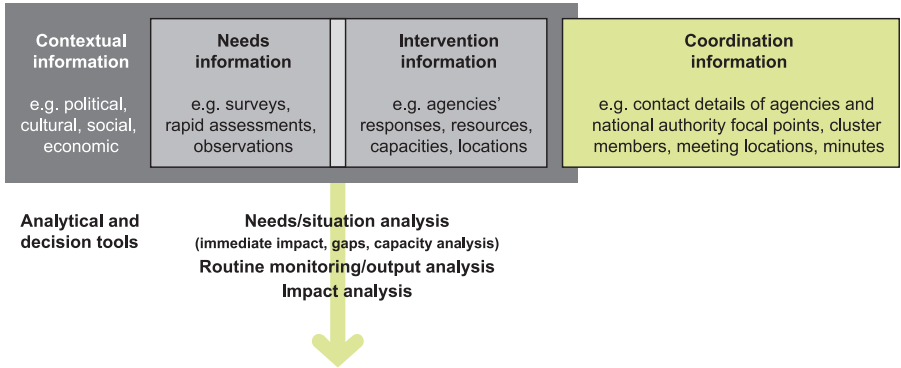 Contextual
information
e.g. political,
cultural, social,
economic
Needs
information
e.g. surveys,
rapid assessments,
observations
Intervention
information
e.g. agencies’
responses, resources,
capacities, locations
Coordination
information
e.g. contact details of agencies and
national authority focal points, cluster
members, meeting locations, minutes
Analytical and
decision tools
Needs/situation analysis
(immediate impact, gaps, capacity analysis)
Routine monitoring/output analysis
Impact analysis